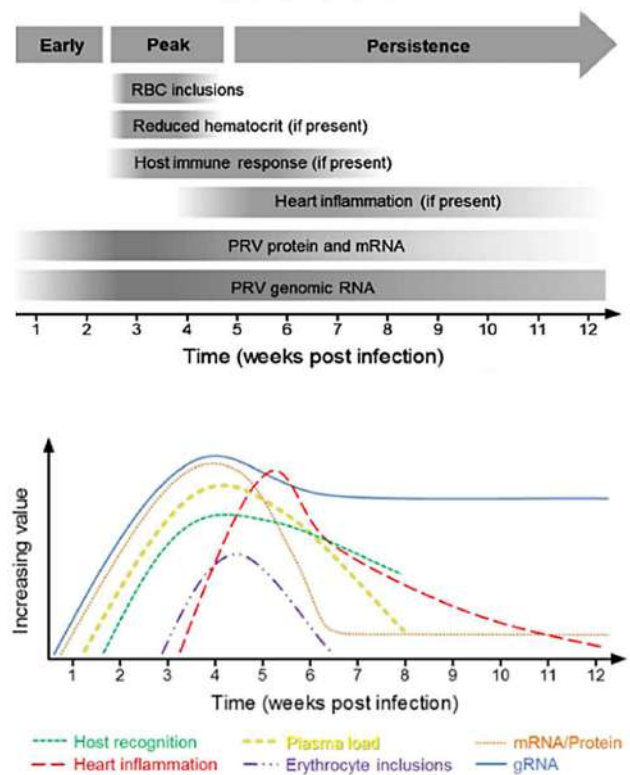 Early Peak Persistence
RBC inclusions
Reduced hematocrit (if present)
Host immune response (if present)
Heart inflammation (if present)
PRV protein and mRNA
PRV genomic RNA
1 2 3 4 5 6 7 8 9 10 11 12
Time (weeks post infection)
Increasing value
1 2 3 4 5 6 7 8 9 10 11 12
Time (weeks post infection)
Host recognition Plasma load mRNA/Protein
Heart inflammation Erythrocyte inclusions gRNA